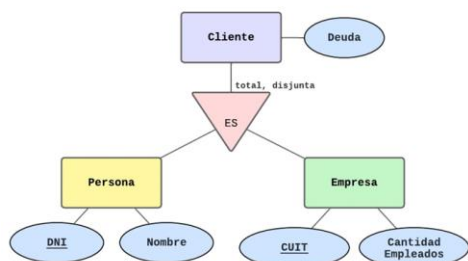 Cliente
Deuda
total, disjunta
ES
Persona
Empresa
DNI
Nombre
CUIT
Cantidad
Empleados